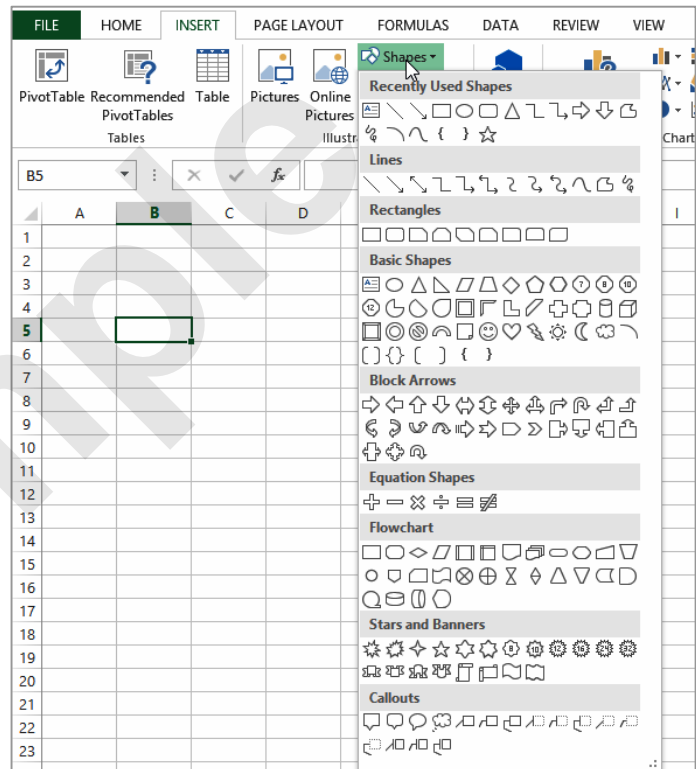 FILE HOME INSERT PAGE LAYOUT FORMULAS DATA REVIEW VIEW
Shapes
PivotTable Recommended Table Pictures Online
PivotTables Pictures
Tables Illustr Chart
Recently Used Shapes
Lines
B5 fx
Rectangles
A B C D I
Basic Shapes
Block Arrows
Equation Shapes
Flowchart
Stars and Banners
Callouts
1
2
3
4
5
6
7
8
9
10
11
12
13
14
15
16
17
18
19
20
21
22
23
mple